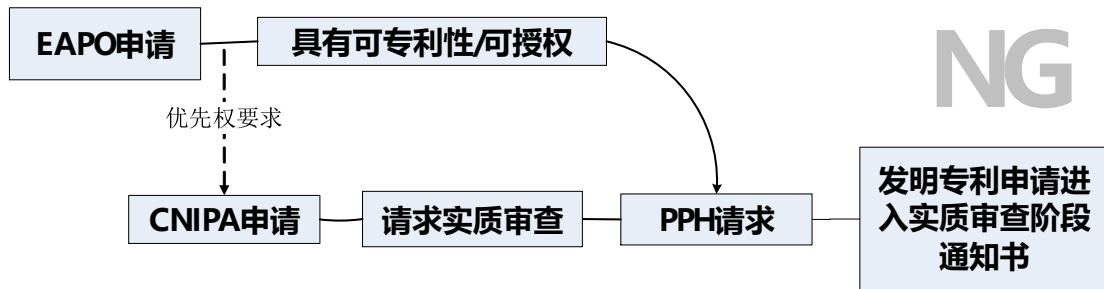 EAPO申请
具有可专利性/可授权
NG
优先权要求
CNIPA申请
请求实质审查
PPH请求
发明专利申请进
入实质审查阶段
通知书